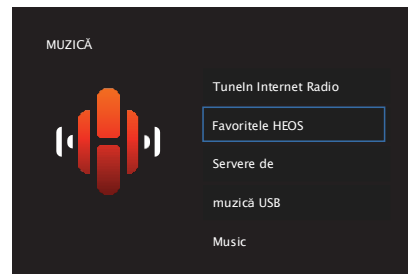 MUZICĂ
TuneIn Internet Radio
Favoritele HEOS
Servere de
muzică USB
Music